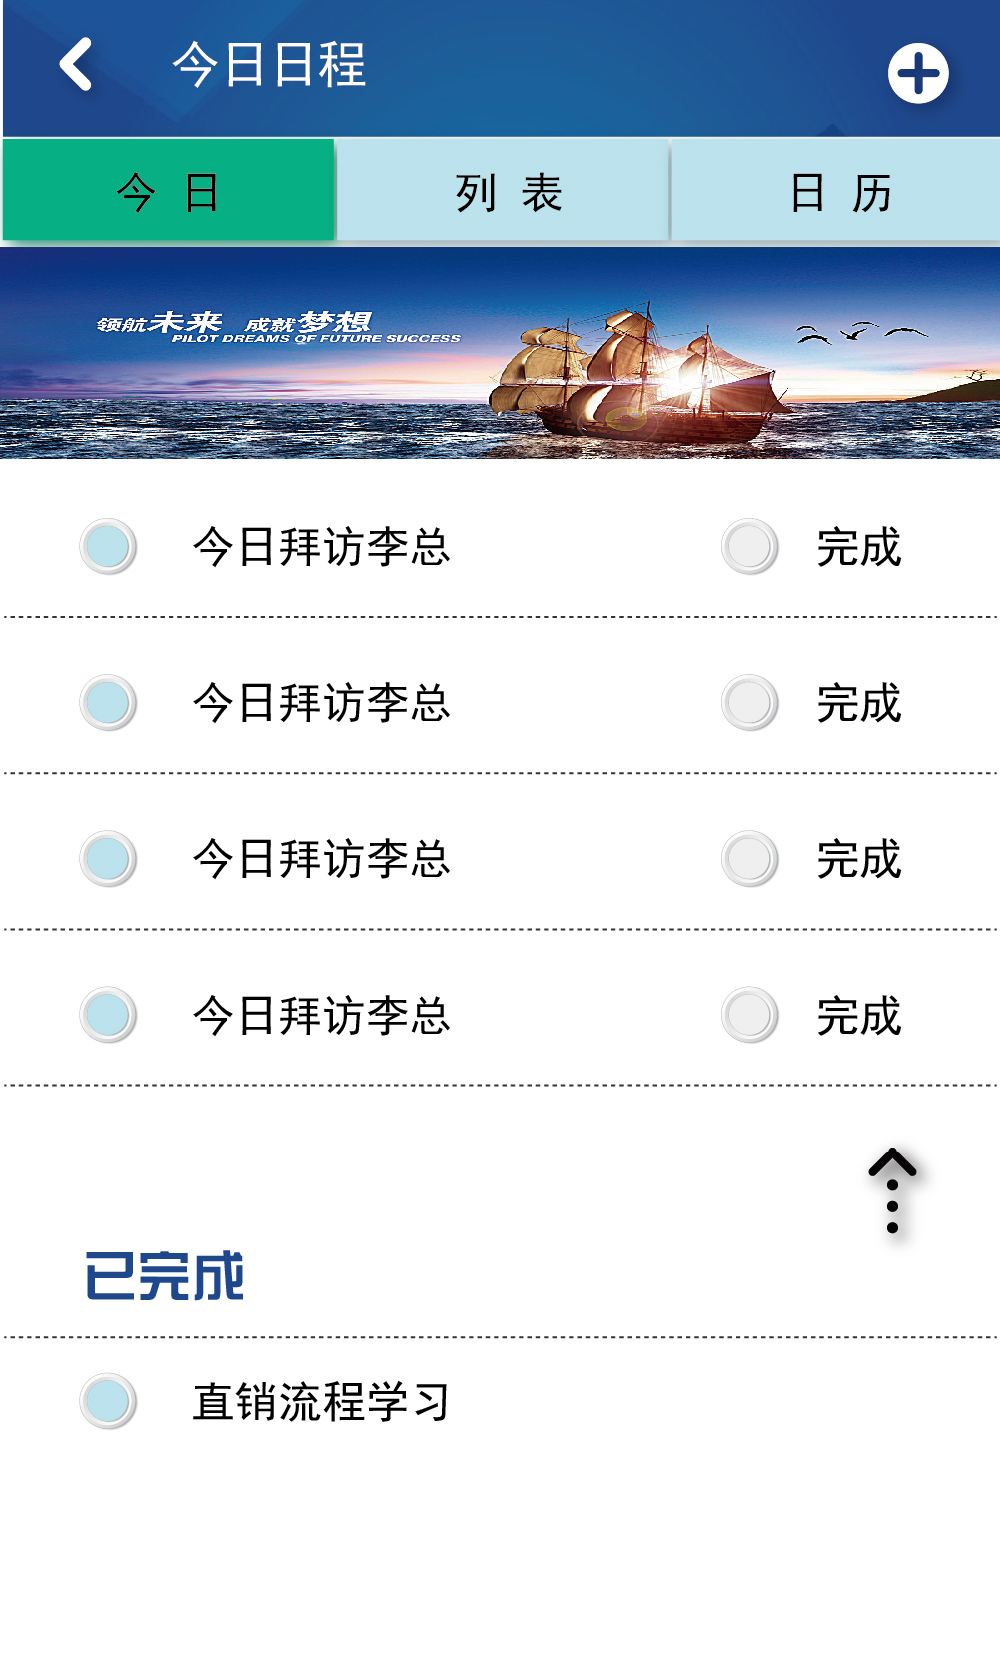 今日日程
今 日
列 表
日 历
领航未来 成就梦想
PILOT DREAMS OF FUTURE SUCCESS
今日拜访李总 完成
今日拜访李总 完成
今日拜访李总 完成
今日拜访李总 完成
已完成
直销流程学习